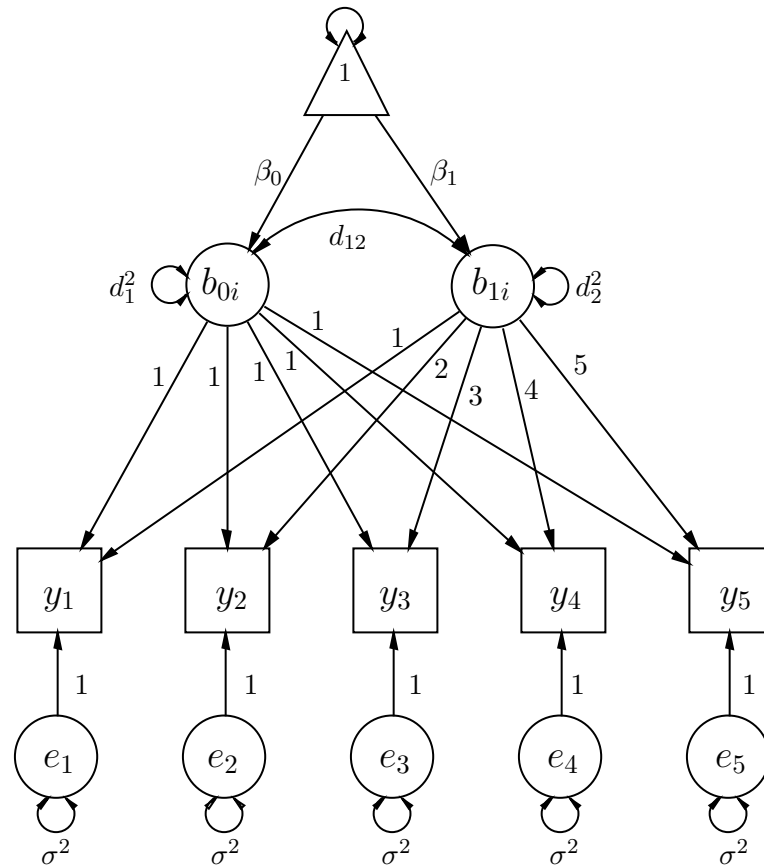 1
β₀ β₁
d₁₂
d₁² b₀ᵢ b₁ᵢ d₂²
1 1 1 1 1 1 2 3 4 5
y₁ y₂ y₃ y₄ y₅
1 1 1 1 1
e₁ e₂ e₃ e₄ e₅
σ² σ² σ² σ² σ²